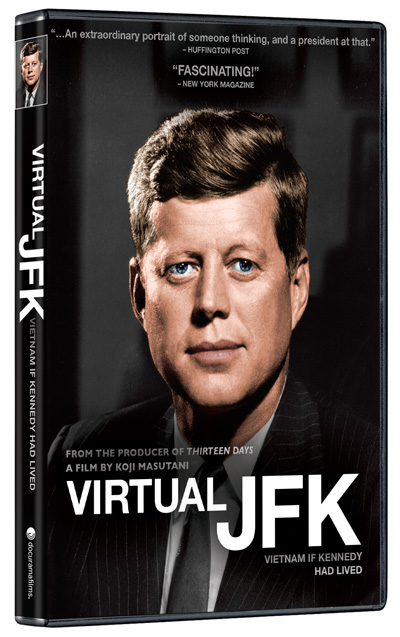 “...An extraordinary portrait of someone thinking, and a president at that.”
– HUFFINGTON POST
“FASCINATING!”
– NEW YORK MAGAZINE
FROM THE PRODUCER OF THIRTEEN DAYS
A FILM BY KOJI MASUTANI
VIRTUAL JFK
VIETNAM IF KENNEDY
HAD LIVED
VIRTUAL JFK VIETNAM IF KENNEDY HAD LIVED
docuramafilms.